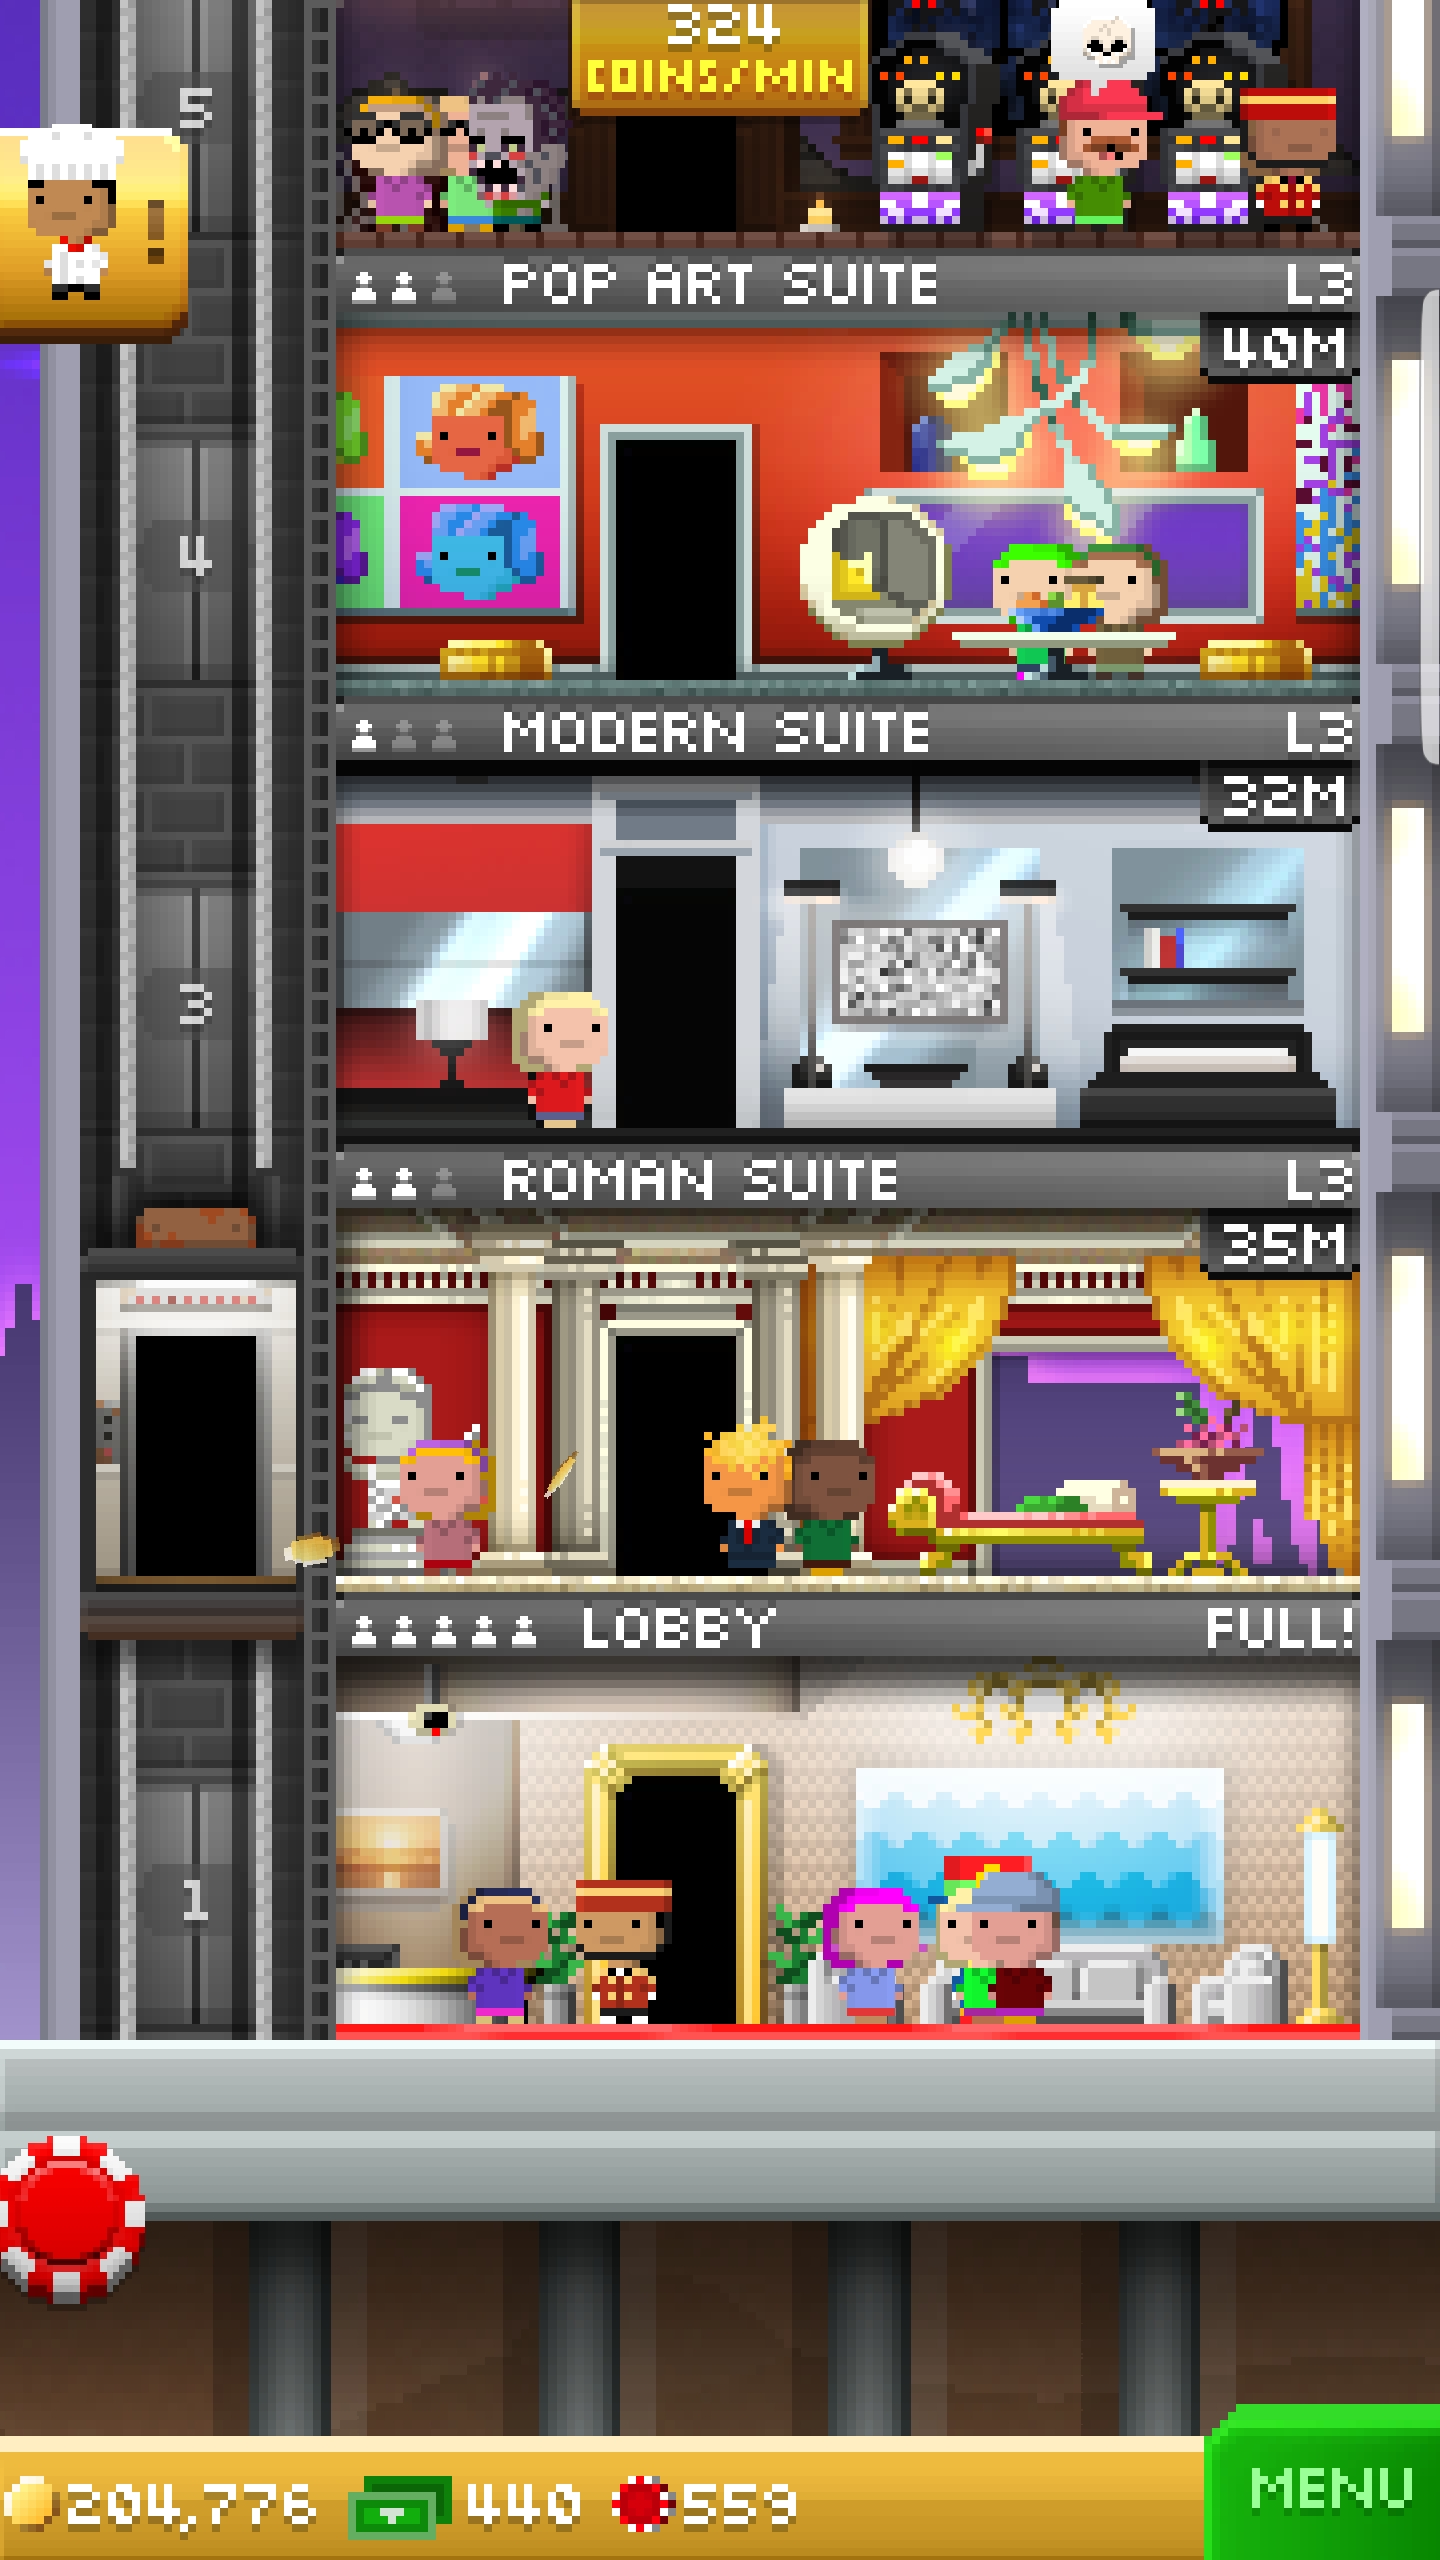 324
COINS/MIN
5
!
POP ART SUITE L3
40M
4
MODERN SUITE L3
32M
3
ROMAN SUITE L3
35M
LOBBY FULL!
1
204,776 440 559
MENU